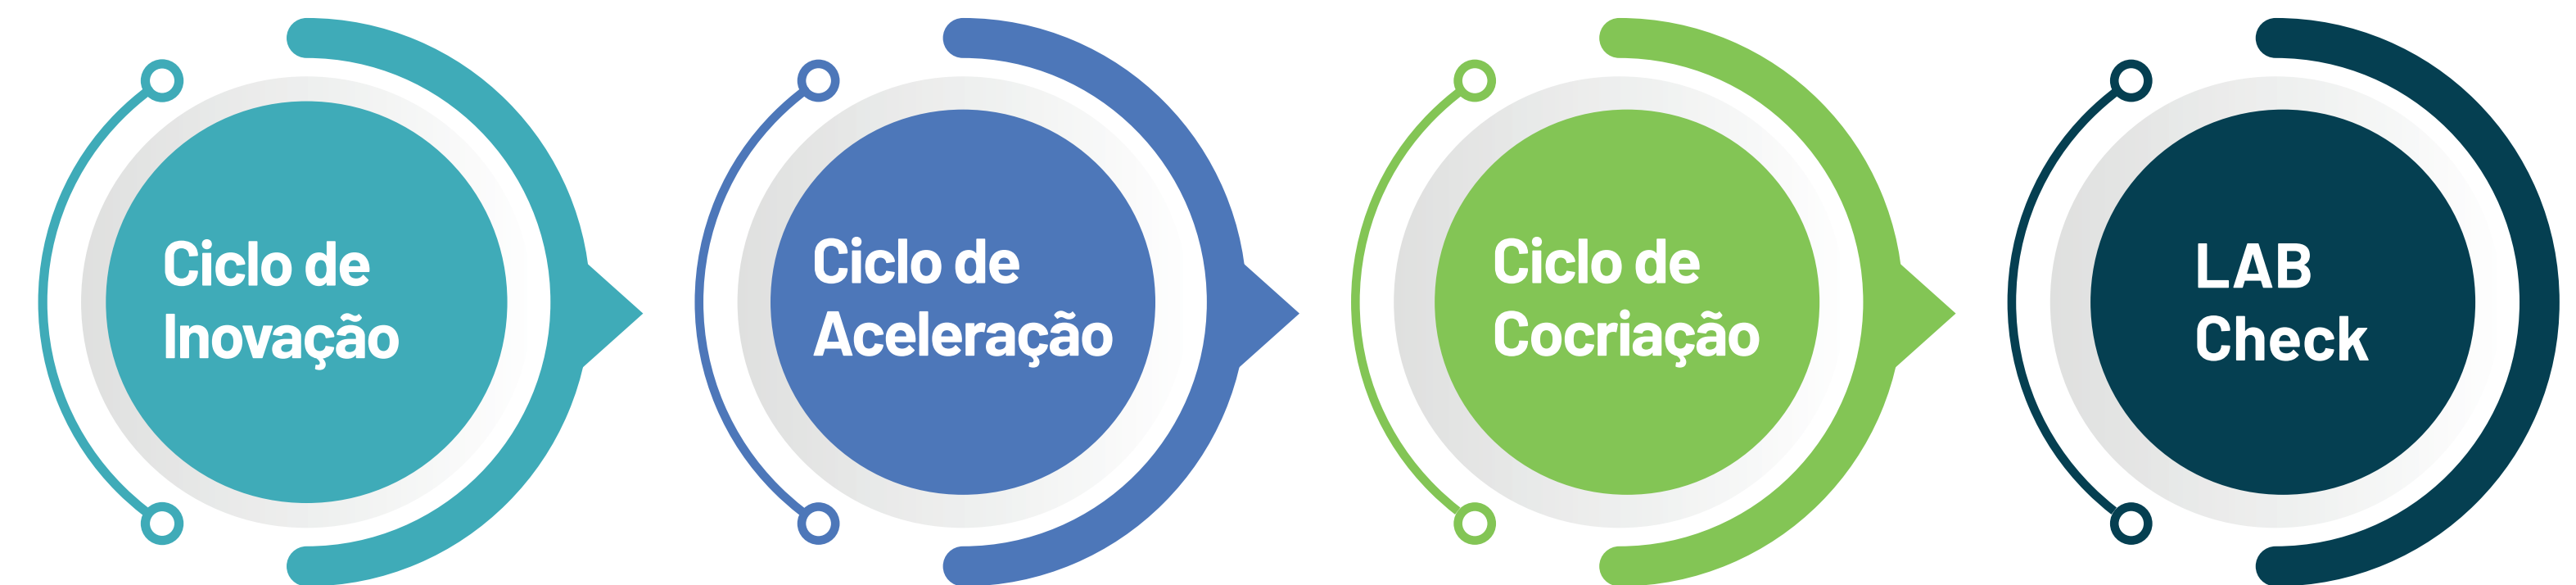 Ciclo de
Inovação
Ciclo de
Aceleração
Ciclo de
Cocriação
LAB
Check